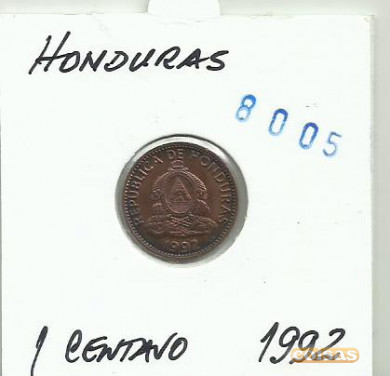 HONDURAS
8005
REPUBLICA DE HONDURAS
1992
1 CENTAVO 1992